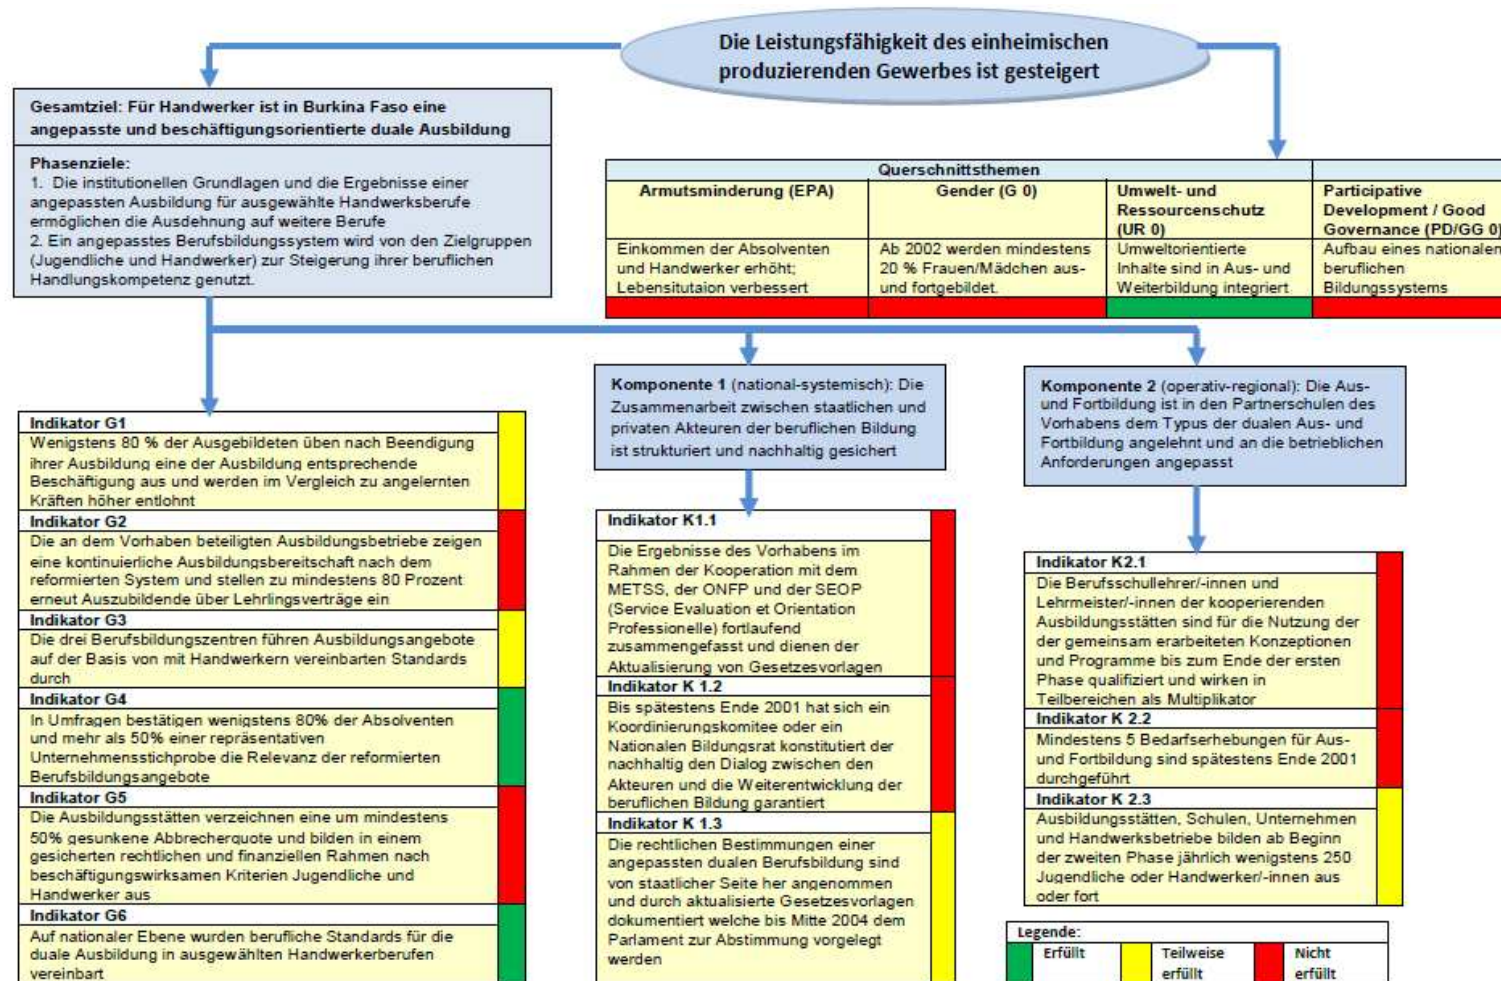 Die Leistungsfähigkeit des einheimischen
produzierenden Gewerbes ist gesteigert
Gesamtziel: Für Handwerker ist in Burkina Faso eine
angepasste und beschäftigungsorientierte duale Ausbildung
Phasenziele:
1. Die institutionellen Grundlagen und die Ergebnisse einer
angepassten Ausbildung für ausgewählte Handwerksberufe
ermöglichen die Ausdehnung auf weitere Berufe
2. Ein angepasstes Berufsbildungssystem wird von den Zielgruppen
(Jugendliche und Handwerker) zur Steigerung ihrer beruflichen
Handlungskompetenz genutzt.
Querschnittsthemen
Armutsminderung (EPA)
Einkommen der Absolventen
und Handwerker erhöht;
Lebensitutaion verbessert
Gender (G 0)
Ab 2002 werden mindestens
20 % Frauen/Mädchen aus-
und fortgebildet.
Umwelt- und
Ressourcenschutz
(UR 0)
Umweltorientierte
Inhalte sind in Aus- und
Weiterbildung integriert
Participative
Development / Good
Governance (PD/GG 0)
Aufbau eines nationalen
beruflichen
Bildungssystems
Indikator G1
Wenigstens 80 % der Ausgebildeten üben nach Beendigung
ihrer Ausbildung eine der Ausbildung entsprechende
Beschäftigung aus und werden im Vergleich zu angelernten
Kräften höher entlohnt
Indikator G2
Die an dem Vorhaben beteiligten Ausbildungsbetriebe zeigen
eine kontinuierliche Ausbildungsbereitschaft nach dem
reformierten System und stellen zu mindestens 80 Prozent
erneut Auszubildende über Lehrlingsverträge ein
Indikator G3
Die drei Berufsbildungszentren führen Ausbildungsangebote
auf der Basis von mit Handwerkern vereinbarten Standards
durch
Indikator G4
In Umfragen bestätigen wenigstens 80% der Absolventen
und mehr als 50% einer repräsentativen
Unternehmensstichprobe die Relevanz der reformierten
Berufsbildungsangebote
Indikator G5
Die Ausbildungsstätten verzeichnen eine um mindestens
50% gesunkene Abbrecherquote und bilden in einem
gesicherten rechtlichen und finanziellen Rahmen nach
beschäftigungswirksamen Kriterien Jugendliche und
Handwerker aus
Indikator G6
Auf nationaler Ebene wurden berufliche Standards für die
duale Ausbildung in ausgewählten Handwerkerberufen
vereinbart
Komponente 1 (national-systemisch): Die
Zusammenarbeit zwischen staatlichen und
privaten Akteuren der beruflichen Bildung
ist strukturiert und nachhaltig gesichert
Indikator K1.1
Die Ergebnisse des Vorhabens im
Rahmen der Kooperation mit dem
METSS, der ONFP und der SEOP
(Service Evaluation et Orientation
Professionelle) fortlaufend
zusammengefasst und dienen der
Aktualisierung von Gesetzesvorlagen
Indikator K 1.2
Bis spätestens Ende 2001 hat sich ein
Koordinierungskomitee oder ein
Nationalen Bildungsrat konstitutiert der
nachhaltig den Dialog zwischen den
Akteuren und die Weiterentwicklung der
beruflichen Bildung garantiert
Indikator K 1.3
Die rechtlichen Bestimmungen einer
angepassten dualen Berufsbildung sind
von staatlicher Seite her angenommen
und durch aktualisierte Gesetzesvorlagen
dokumentiert welche bis Mitte 2004 dem
Parlament zur Abstimmung vorgelegt
werden
Komponente 2 (operativ-regional): Die Aus-
und Fortbildung ist in den Partnerschulen des
Vorhabens dem Typus der dualen Aus- und
Fortbildung angelehnt und an die betrieblichen
Anforderungen angepasst
Indikator K2.1
Die Berufsschullehrer/-innen und
Lehrmeister/-innen der kooperierenden
Ausbildungsstätten sind für die Nutzung der
der gemeinsam erarbeiteten Konzeptionen
und Programme bis zum Ende der ersten
Phase qualifiziert und wirken in
Teilbereichen als Multiplikator
Indikator K 2.2
Mindestens 5 Bedarfserhebungen für Aus-
und Fortbildung sind spätestens Ende 2001
durchgeführt
Indikator K 2.3
Ausbildungsstätten, Schulen, Unternehmen
und Handwerksbetriebe bilden ab Beginn
der zweiten Phase jährlich wenigstens 250
Jugendliche oder Handwerker/-innen aus
oder fort
Legende:
Erfüllt
Teilweise
erfüllt
Nicht
erfüllt